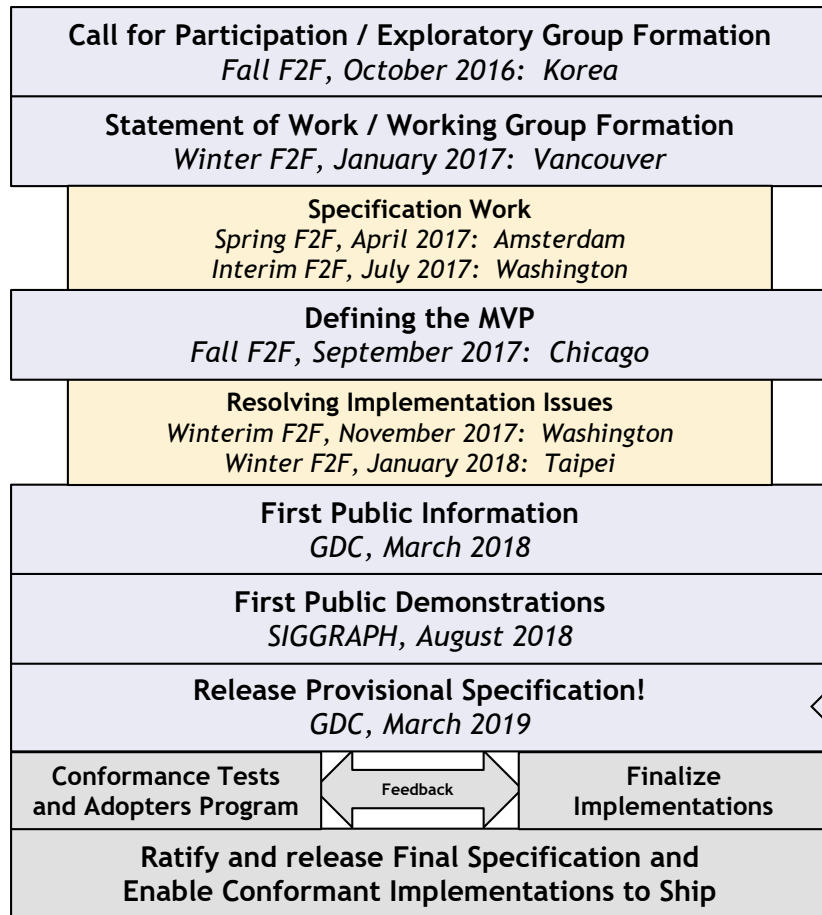 Call for Participation / Exploratory Group Formation
Fall F2F, October 2016:  Korea
Statement of Work / Working Group Formation
Winter F2F, January 2017:  Vancouver
Specification Work
Spring F2F, April 2017:  Amsterdam
Interim F2F, July 2017:  Washington
Defining the MVP
Fall F2F, September 2017:  Chicago
Resolving Implementation Issues
Winterim F2F, November 2017:  Washington
Winter F2F, January 2018:  Taipei
First Public Information
GDC, March 2018
First Public Demonstrations
SIGGRAPH, August 2018
Release Provisional Specification!
GDC, March 2019
Conformance Tests
and Adopters Program
Feedback
Finalize
Implementations
Ratify and release Final Specification and
Enable Conformant Implementations to Ship